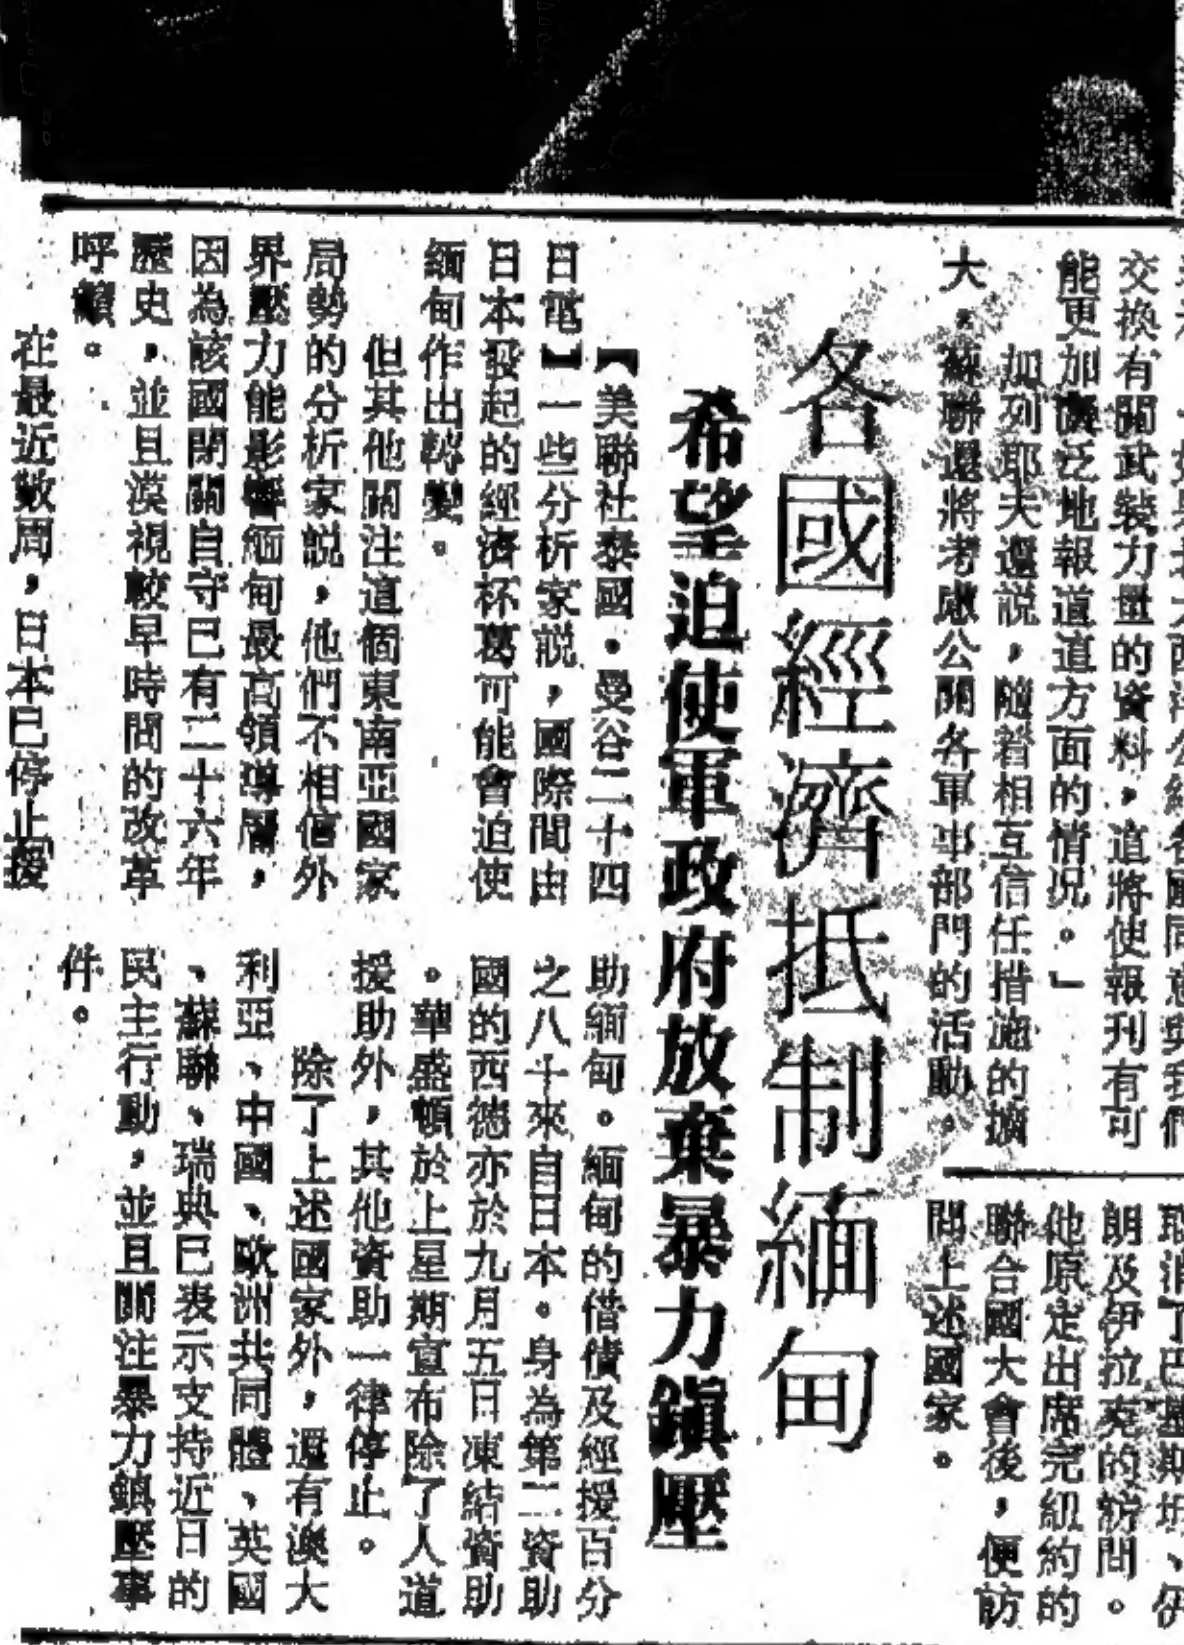 交換有關武裝力量的資料，這將使報刊有可
能更加廣泛地報道這方面的情況。」
加列耶夫還說，隨着相互信任措施的擴
大，蘇聯還將考慮公開各軍事部門的活動。
取消了巴基斯坦、伊
朗及伊拉克的訪問。
他原定出席完紐約的
聯合國大會後，便訪
問上述國家。
各國經濟抵制緬甸
希望迫使軍政府放棄暴力鎮壓
【美聯社泰國．曼谷二十四
日電】一些分析家説，國際間由
日本發起的經濟杯葛可能會迫使
緬甸作出轉變。
但其他關注這個東南亞國家
局勢的分析家説，他們不相信外
界壓力能影響緬甸最高領導層，
因為該國閉關自守已有二十六年
歷史，並且漠視較早時間的改革
呼籲。
在最近數周，日本已停止援
助緬甸。緬甸的借債及經援百分
之八十來自日本。身為第二資助
國的西德亦於九月五日凍結資助
。華盛頓於上星期宣布除了人道
援助外，其他資助一律停止。
除了上述國家外，還有澳大
利亞、中國、歐洲共同體、英國
、蘇聯、瑞典已表示支持近日的
民主行動，並且關注暴力鎮壓事
件。